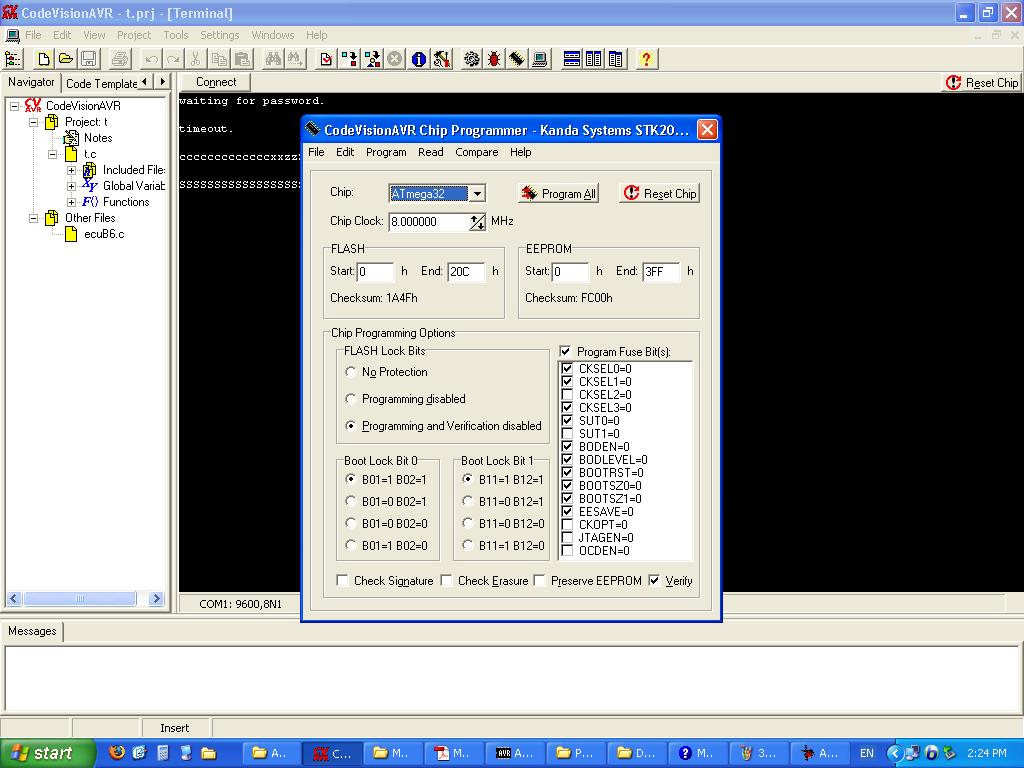 CodeVisionAVR - t.prj - [Terminal]
File Edit View Project Tools Settings Windows Help
Navigator Code Template
Connect
Reset Chip
CodeVisionAVR
Project: t
Notes
t.c
Included File:
Global Variab
Functions
Other Files
ecuB6.c
waiting for password.
timeout.
CodeVisionAVR Chip Programmer - Kanda Systems STK20...
File Edit Program Read Compare Help
Chip: ATmega32 Program All Reset Chip
Chip Clock: 8.000000 MHz
FLASH
Start: 0 h End: 20C h
Checksum: 1A4Fh
EEPROM
Start: 0 h End: 3FF h
Checksum: FC00h
Chip Programming Options
FLASH Lock Bits
No Protection
Programming disabled
Programming and Verification disabled
Boot Lock Bit 0
B01=1 B02=1
B01=0 B02=1
B01=0 B02=0
B01=1 B02=0
Boot Lock Bit 1
B11=1 B12=1
B11=0 B12=1
B11=0 B12=0
B11=1 B12=0
Program Fuse Bit(s):
CKSEL0=0
CKSEL1=0
CKSEL2=0
CKSEL3=0
SUT0=0
SUT1=0
BODEN=0
BODLEVEL=0
BOOTRST=0
BOOTSZ0=0
BOOTSZ1=0
EESAVE=0
CKOPT=0
JTAGEN=0
OCDEN=0
Check Signature Check Erasure Preserve EEPROM Verify
COM1: 9600,8N1
Messages
Insert
start A... C... M... M... A... P... D... M... 3... A... EN 2:24 PM